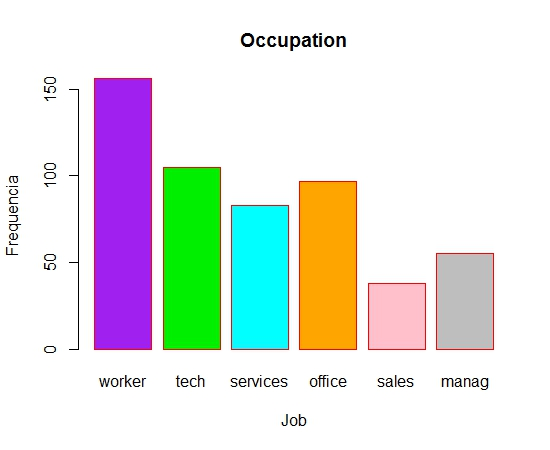 Occupation
Frequencia
150
100
50
0
worker tech services office sales manag
Job